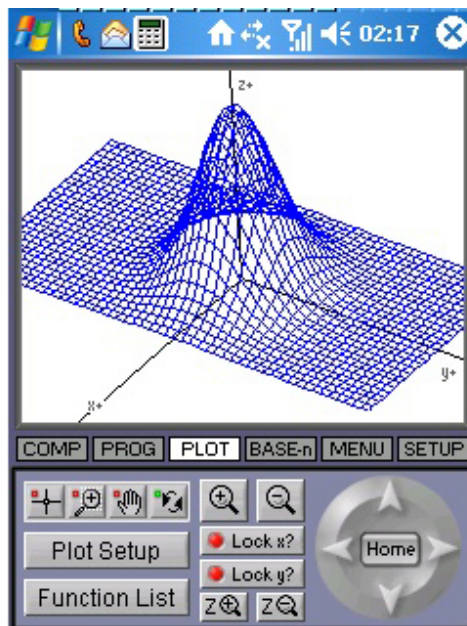 02:17
z+
y+
x+
COMP PROG PLOT BASE-n MENU SETUP
Lock x?
Plot Setup
Home
Lock y?
Function List
Z Z